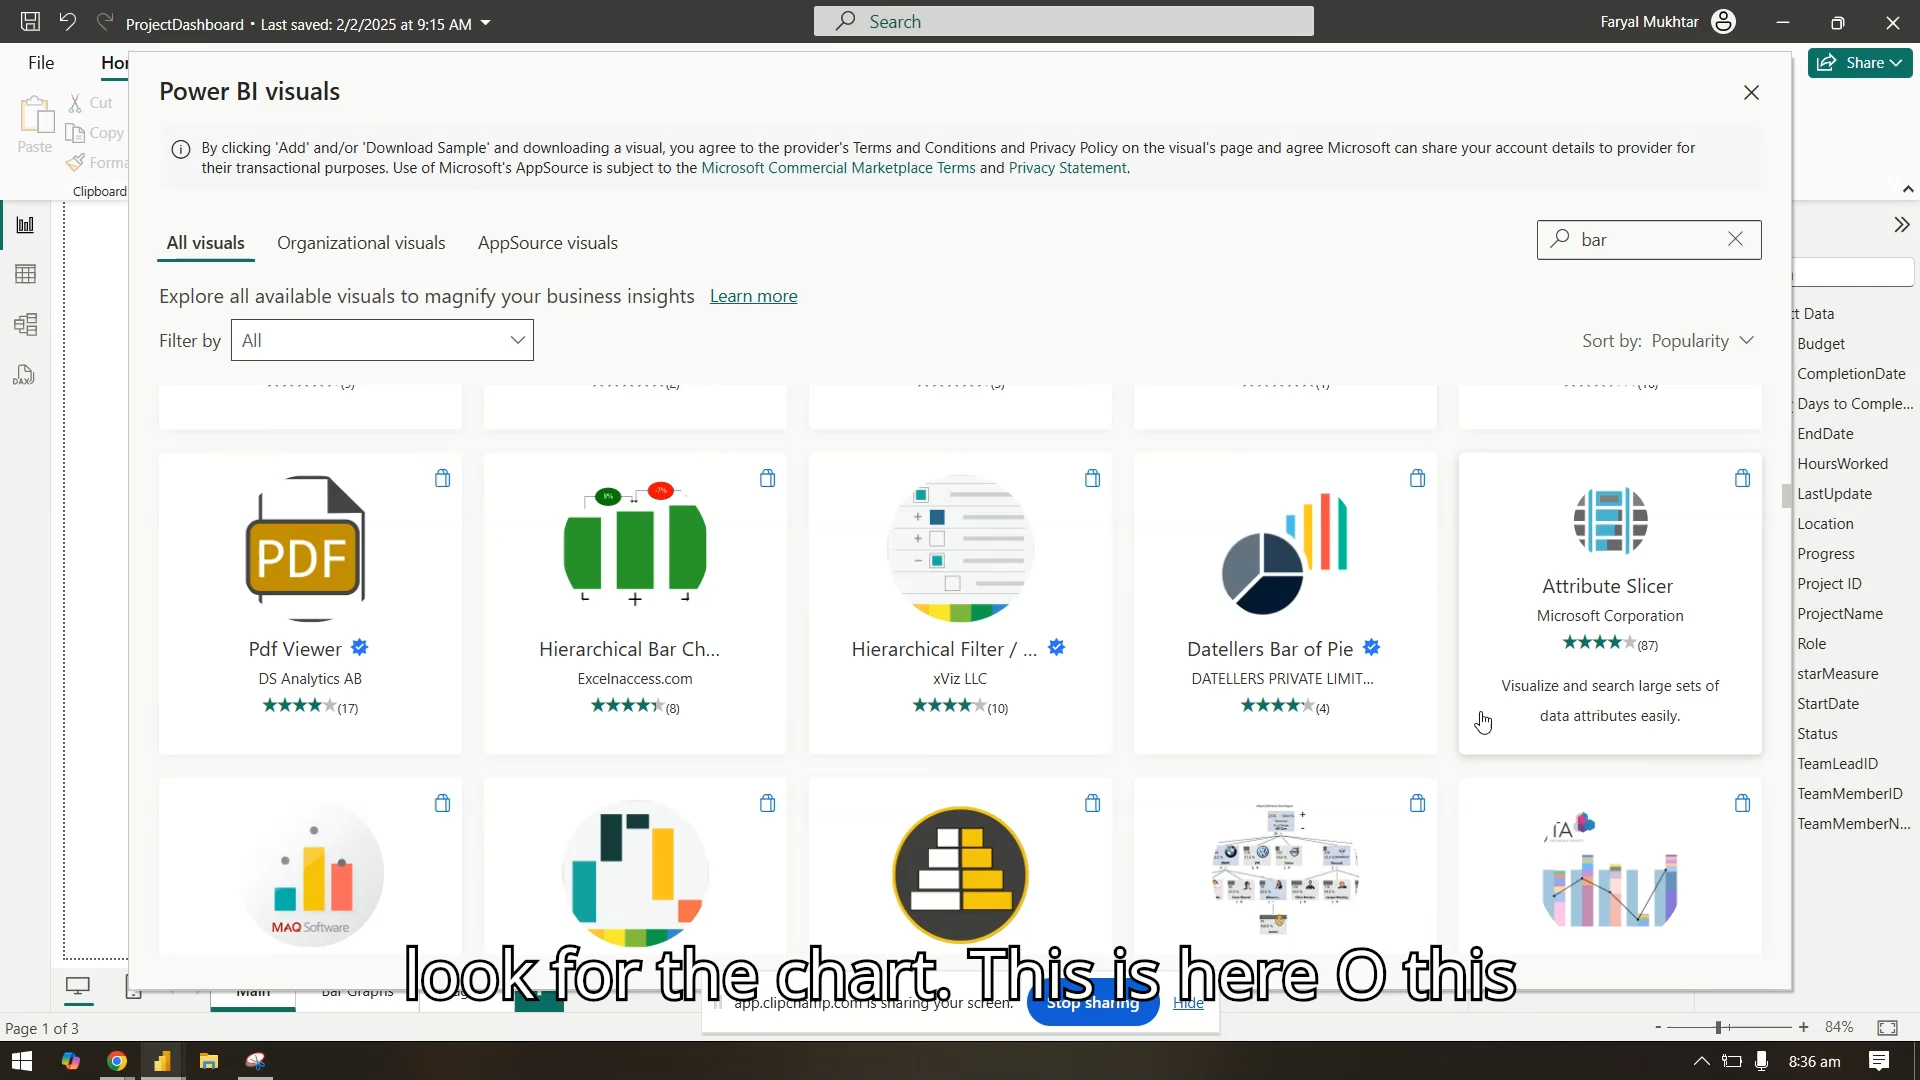 ProjectDashboard • Last saved: 2/2/2025 at 9:15 AM
Search
Faryal Mukhtar
File
Hor
Share
Power BI visuals
Cut
Copy
Paste
Forma
Clipboard
By clicking 'Add' and/or 'Download Sample' and downloading a visual, you agree to the provider's Terms and Conditions and Privacy Policy on the visual's page and agree Microsoft can share your account details to provider for
their transactional purposes. Use of Microsoft's AppSource is subject to the Microsoft Commercial Marketplace Terms and Privacy Statement.
All visuals
Organizational visuals
AppSource visuals
bar
Explore all available visuals to magnify your business insights Learn more
Filter by
All
Sort by: Popularity
DAX
ct Data
Budget
CompletionDate
Days to Comple...
EndDate
HoursWorked
LastUpdate
Location
Progress
Project ID
ProjectName
Role
starMeasure
StartDate
Status
TeamLeadID
TeamMemberID
TeamMemberN...
PDF
Pdf Viewer
DS Analytics AB
(17)
8%
-7%
Hierarchical Bar Ch...
Excelnaccess.com
(8)
Hierarchical Filter / ...
xViz LLC
(10)
Datellers Bar of Pie
DATELLERS PRIVATE LIMIT...
(4)
Attribute Slicer
Microsoft Corporation
(87)
Visualize and search large sets of
data attributes easily.
MAQ Software
look for the chart. This is here O this
Main
Bar Graphs
app.clipchamp.com is sharing your screen.
Stop sharing
Hide
Page 1 of 3
84%
8:36 am